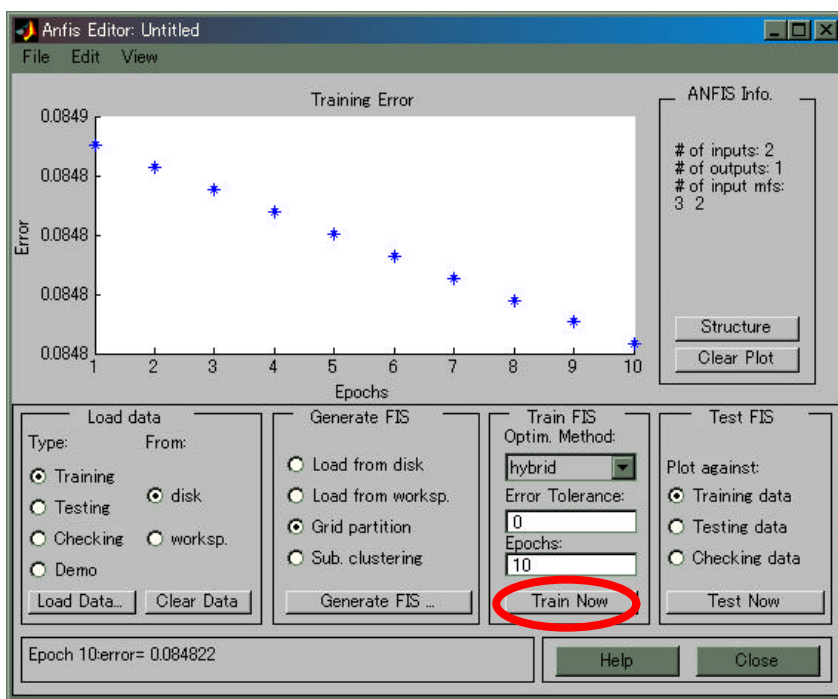 Anfis Editor: Untitled
File Edit View
Training Error
0.0849
0.0848
0.0848
0.0848
0.0848
Error
1 2 3 4 5 6 7 8 9 10
Epochs
ANFIS Info.
# of inputs: 2
# of outputs: 1
# of input mfs:
3 2
Structure
Clear Plot
Load data
Type: From:
Training
disk
Testing
Checking
worksp.
Demo
Load Data... Clear Data
Generate FIS
Load from disk
Load from worksp.
Grid partition
Sub. clustering
Generate FIS ...
Train FIS
Optim. Method:
hybrid
Error Tolerance:
0
Epochs:
10
Train Now
Test FIS
Plot against:
Training data
Testing data
Checking data
Test Now
Epoch 10:error= 0.084822
Help Close